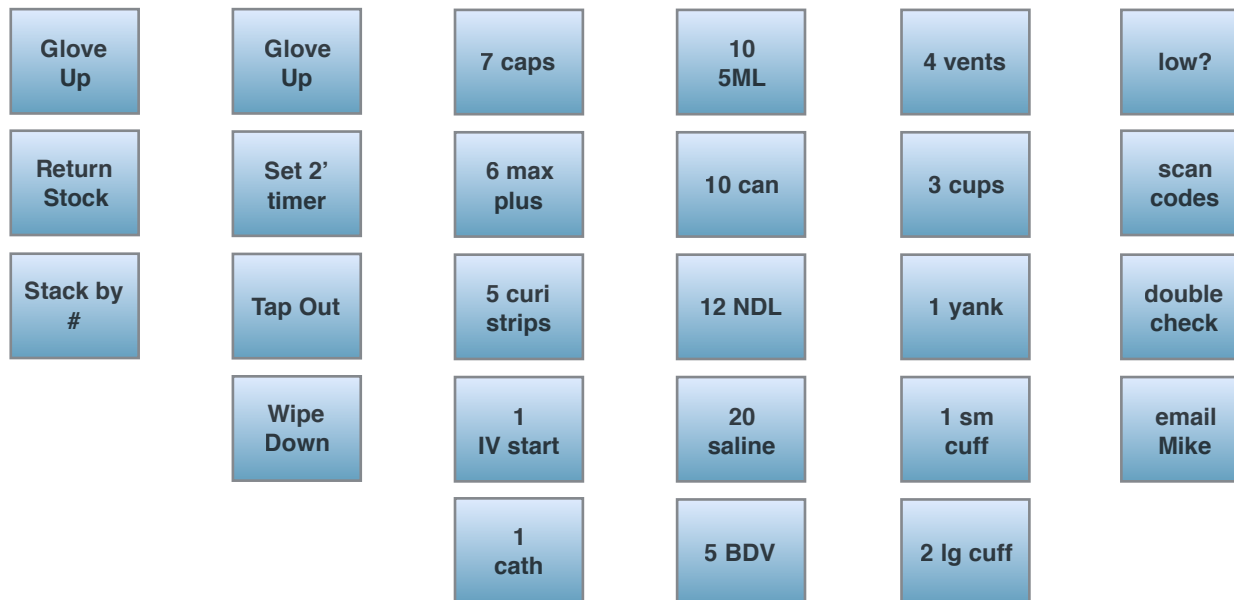 Glove
Up
Return
Stock
Stack by
#
Glove
Up
Set 2’
timer
Tap Out
Wipe
Down
7 caps
6 max
plus
5 curi
strips
1
IV start
1
cath
10
5ML
10 can
12 NDL
20
saline
5 BDV
4 vents
3 cups
1 yank
1 sm
cuff
2 lg cuff
low?
scan
codes
double
check
email
Mike